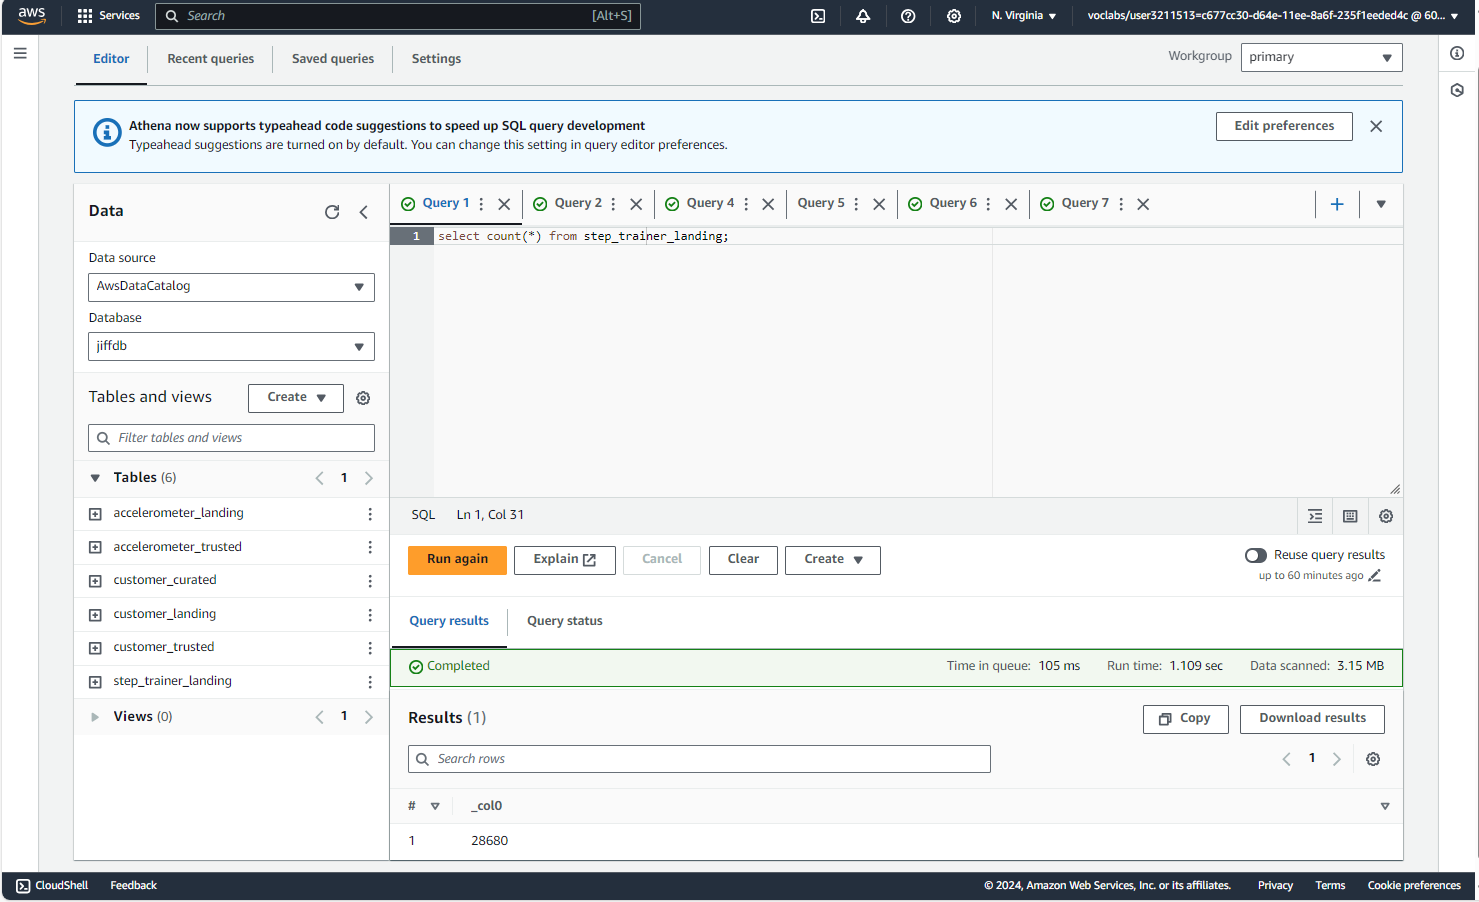 aws Services Search [Alt+S] N. Virginia voclabs/user3211513=c677cc30-d64e-11ee-8a6f-235f1eeded4c @ 60...
Editor Recent queries Saved queries Settings Workgroup primary
Athena now supports typeahead code suggestions to speed up SQL query development
Typeahead suggestions are turned on by default. You can change this setting in query editor preferences.
Edit preferences
Data
Data source
AwsDataCatalog
Database
jiffdb
Tables and views Create
Filter tables and views
Tables (6) 1
accelerometer_landing
accelerometer_trusted
customer_curated
customer_landing
customer_trusted
step_trainer_landing
Views (0) 1
Query 1 Query 2 Query 4 Query 5 Query 6 Query 7
1 select count(*) from step_trainer_landing;
SQL Ln 1, Col 31
Run again Explain Cancel Clear Create
Reuse query results
up to 60 minutes ago
Query results Query status
Completed Time in queue: 105 ms Run time: 1.109 sec Data scanned: 3.15 MB
Results (1) Copy Download results
Search rows 1
# _col0
1 28680
CloudShell Feedback © 2024, Amazon Web Services, Inc. or its affiliates. Privacy Terms Cookie preferences